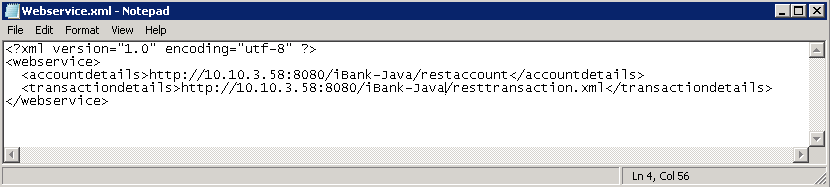 Webservice.xml - Notepad
File Edit Format View Help
<?xml version="1.0" encoding="utf-8" ?>
<webservice>
  <accountdetails>http://10.10.3.58:8080/iBank-Java/restaccount</accountdetails>
  <transactiondetails>http://10.10.3.58:8080/iBank-Java/resttransaction.xml</transactiondetails>
</webservice>
Ln 4, Col 56